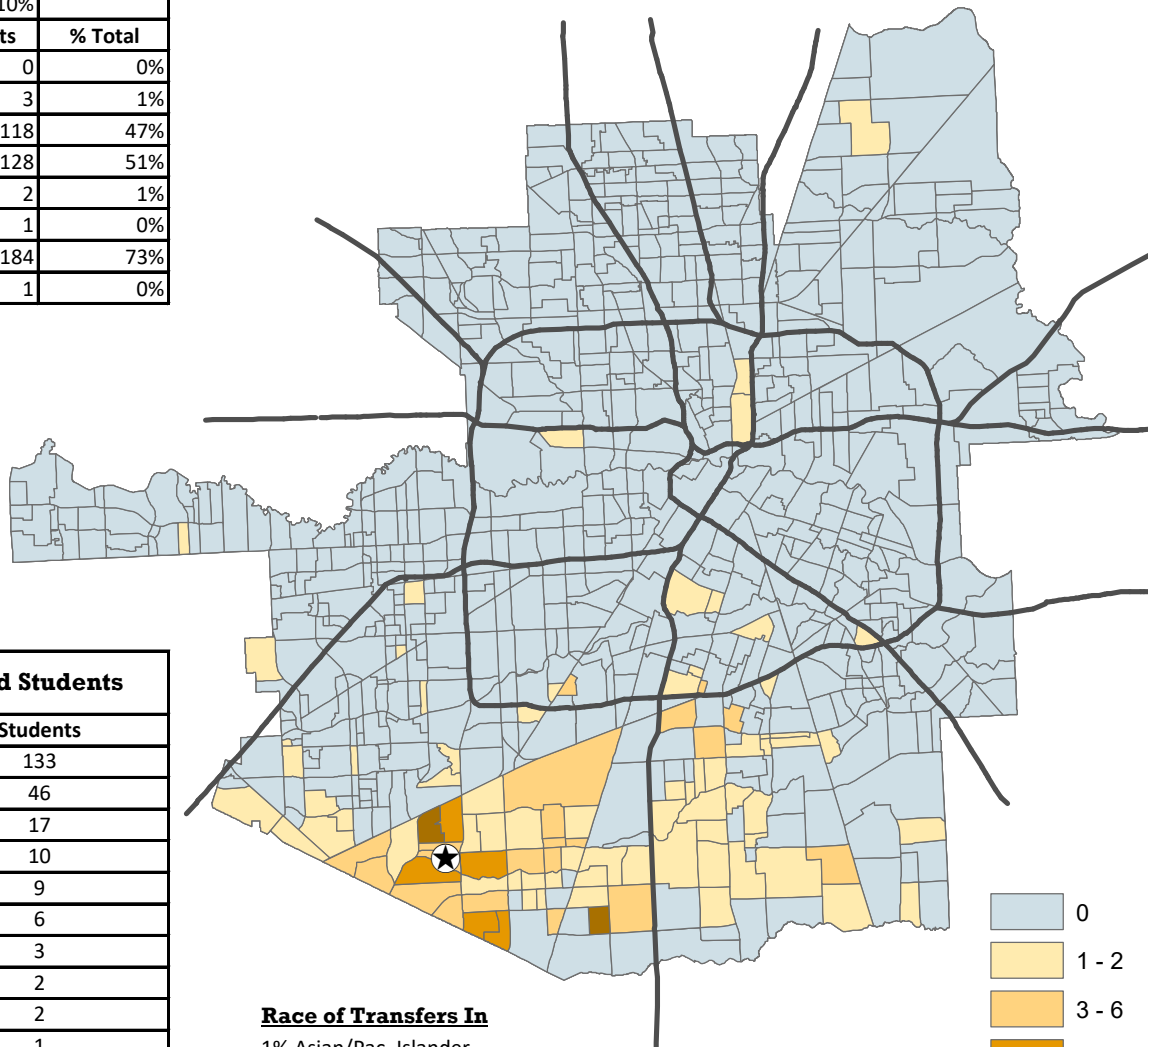 10%
ts % Total
0 0%
3 1%
118 47%
128 51%
2 1%
1 0%
184 73%
1 0%
d Students
Students
133
46
17
10
9
6
3
2
2
1
0
1 - 2
3 - 6
Race of Transfers In
1% Asian/Pac. Islander